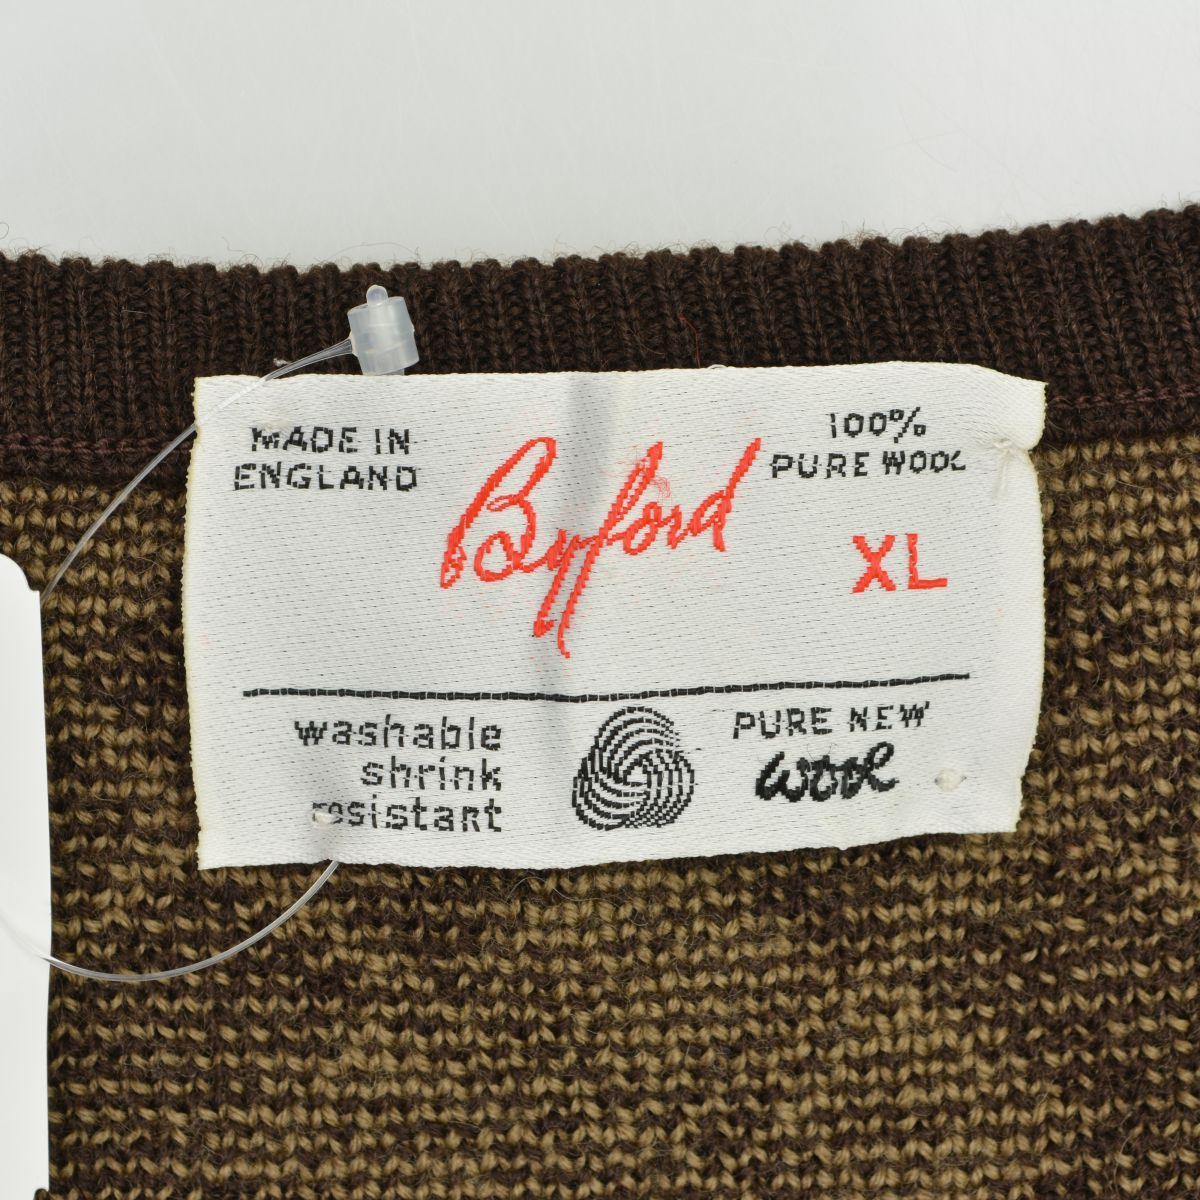 MADE IN
ENGLAND
Byford
100%
PURE WOOL
XL
washable
shrink
resistant
PURE NEW
WOOL